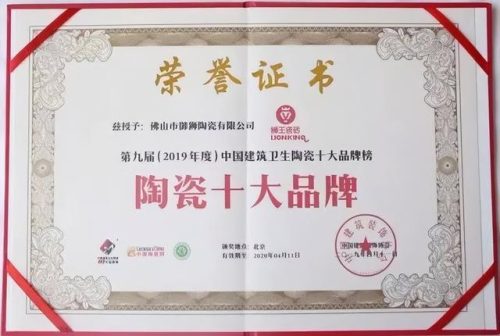 荣誉证书
兹授予：佛山市御狮陶瓷有限公司
狮王瓷砖
LIONKING
第九届（2019年度）中国建筑卫生陶瓷十大品牌榜
陶瓷十大品牌
颁奖地点：北京
有效期至：2020年04月11日